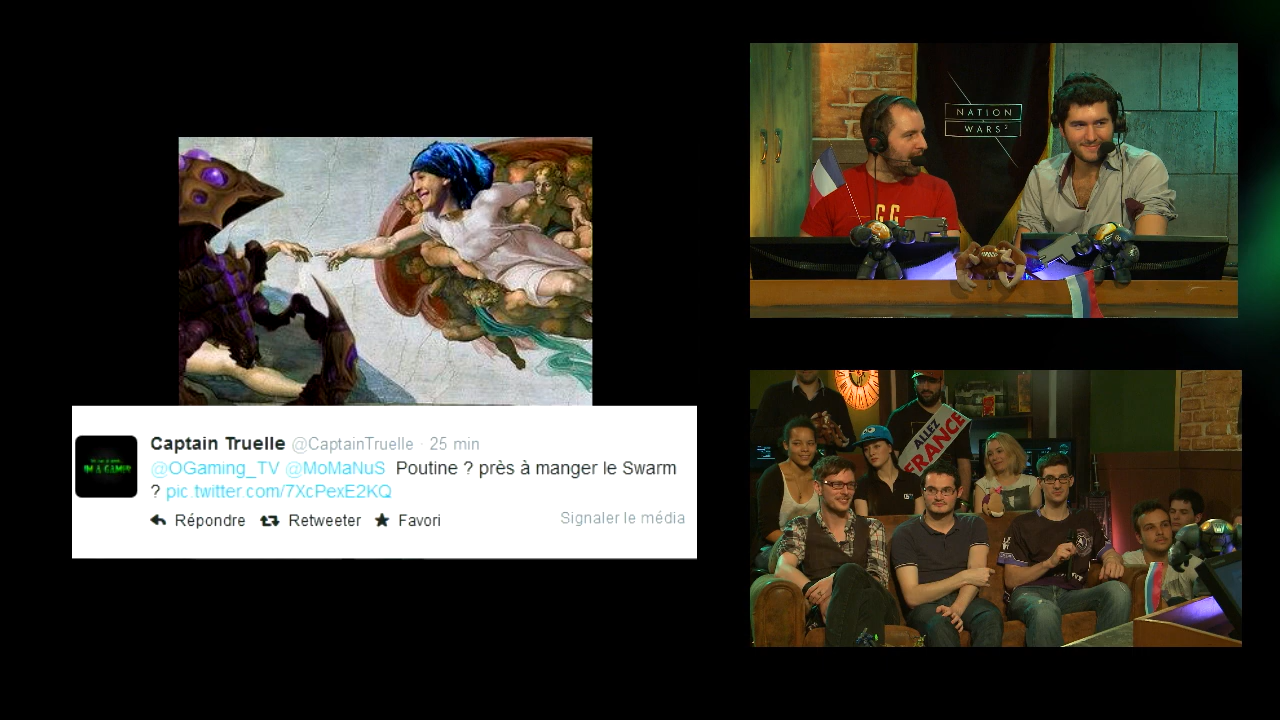 NATION
WARS²
GG
Captain Truelle @CaptainTruelle · 25 min
@OGaming_TV @MoMaNuS Poutine ? près à manger le Swarm
? pic.twitter.com/7XcPexE2KQ
Répondre Retweeter Favori
Signaler le média
ALLEZ
FRANCE